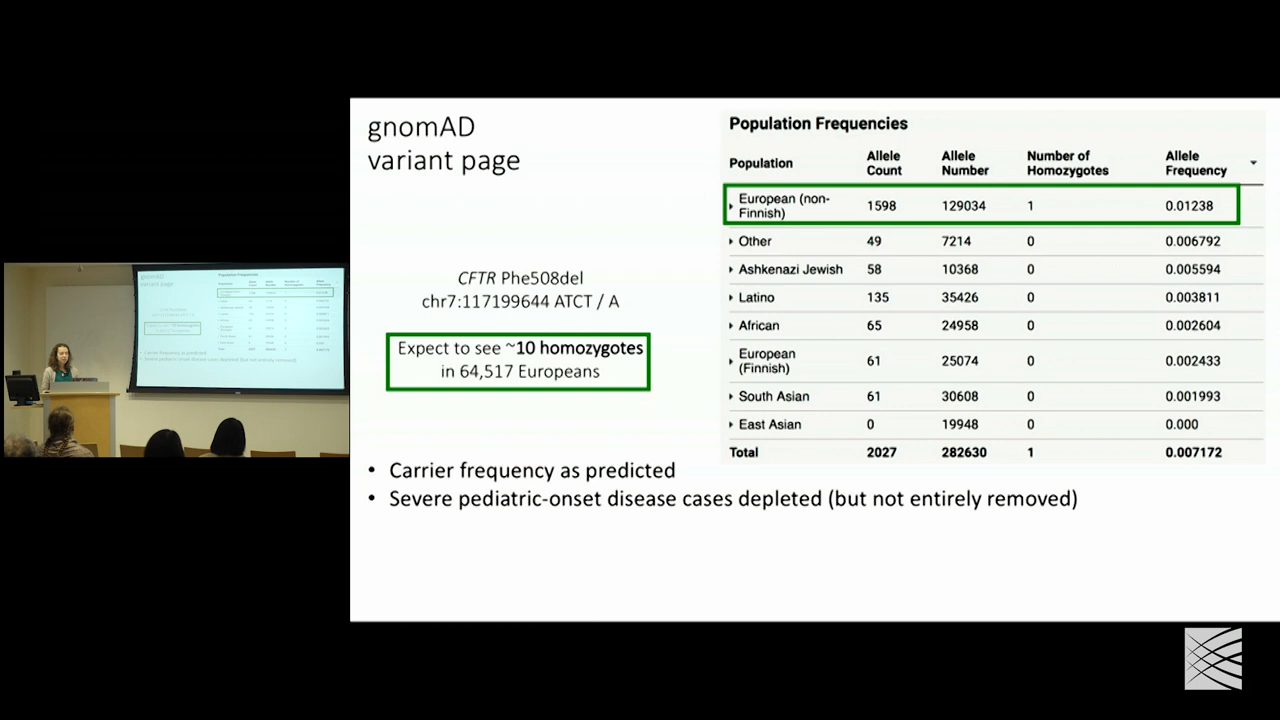 gnomAD
variant page
CFTR Phe508del
chr7:117199644 ATCT / A
Expect to see ~10 homozygotes
in 64,517 Europeans
• Carrier frequency as predicted
• Severe pediatric-onset disease cases depleted (but not entirely removed)
Population Frequencies
Population Allele Count Allele Number Number of Homozygotes Allele Frequency
European (non-Finnish) 1598 129034 1 0.01238
Other 49 7214 0 0.006792
Ashkenazi Jewish 58 10368 0 0.005594
Latino 135 35426 0 0.003811
African 65 24958 0 0.002604
European (Finnish) 61 25074 0 0.002433
South Asian 61 30608 0 0.001993
East Asian 0 19948 0 0.000
Total 2027 282630 1 0.007172